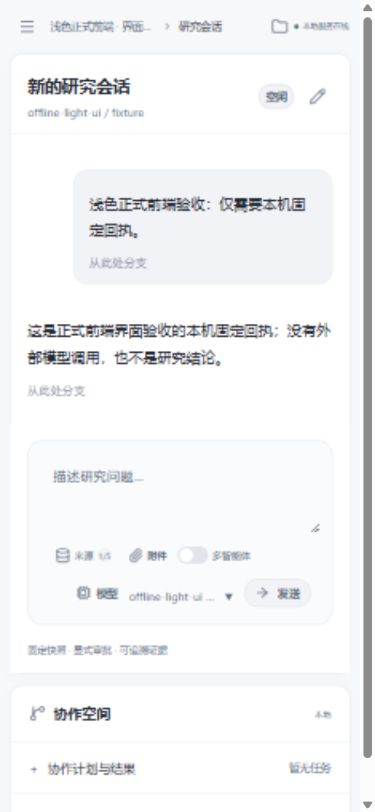 浅色正式前端 · 界面... › 研究会话 本地服务在线
新的研究会话
空闲
offline-light-ui / fixture
浅色正式前端验收：仅需要本机固
定回执。
从此处分支
这是正式前端界面验收的本机固定回执；没有外
部模型调用，也不是研究结论。
从此处分支
描述研究问题...
来源 1/5 附件 多智能体
模型 offline-light-ui ... 发送
固定快照 · 显式审批 · 可追溯证据
协作空间 本地
+ 协作计划与结果 暂无任务